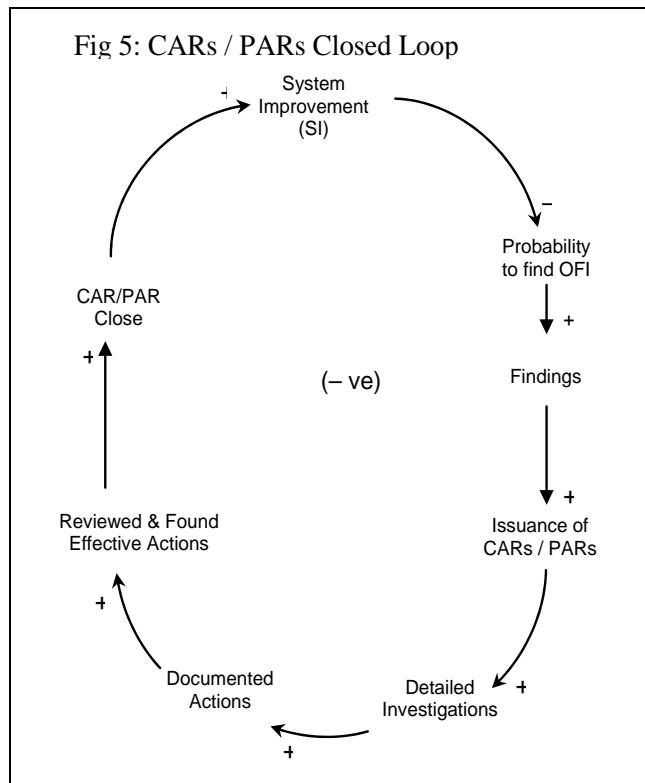 Fig 5: CARs / PARs Closed Loop
System
Improvement
(SI)
+
–
Probability
to find OFI
+
Findings
+
Issuance of
CARs / PARs
+
Detailed
Investigations
+
Documented
Actions
+
Reviewed & Found
Effective Actions
+
CAR/PAR
Close
(– ve)